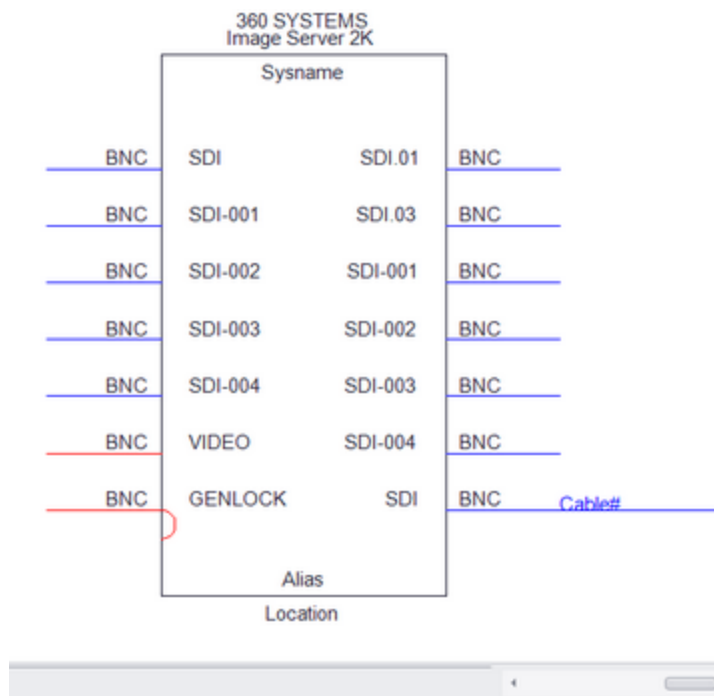 360 SYSTEMS
Image Server 2K
Sysname
BNC SDI SDI.01 BNC
BNC SDI-001 SDI.03 BNC
BNC SDI-002 SDI-001 BNC
BNC SDI-003 SDI-002 BNC
BNC SDI-004 SDI-003 BNC
BNC VIDEO SDI-004 BNC
BNC GENLOCK SDI BNC Cable#
Alias
Location